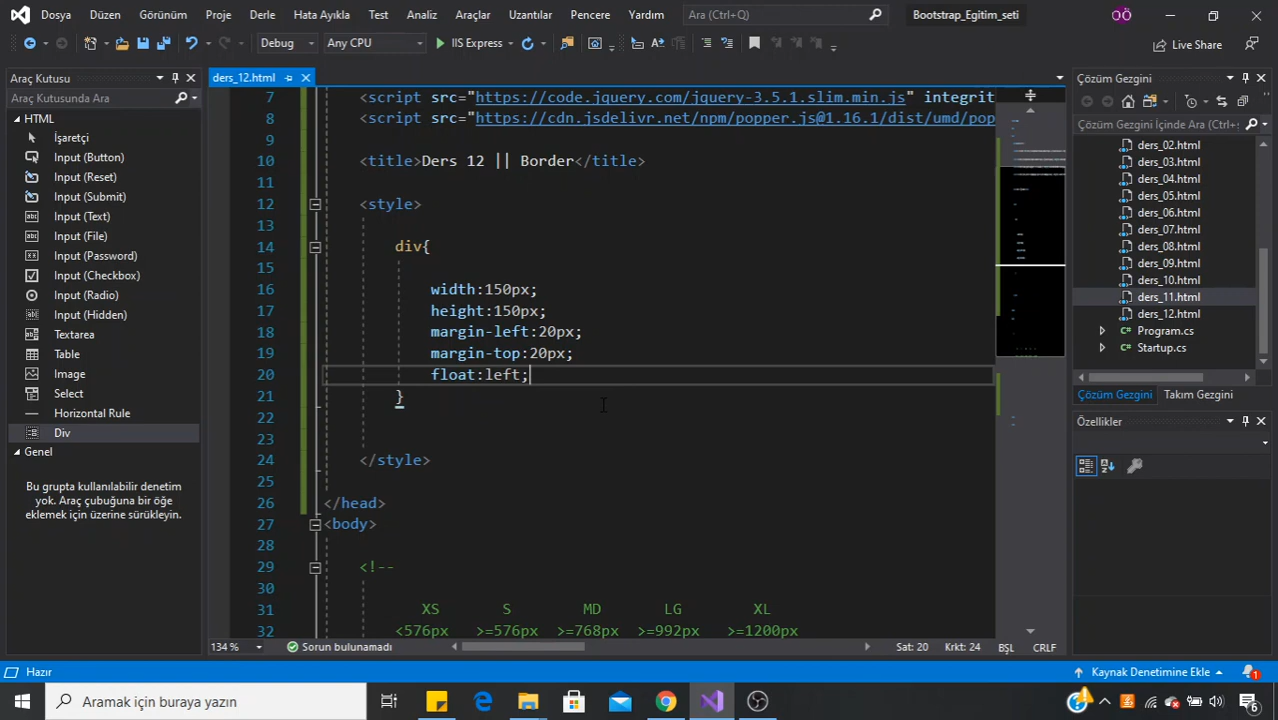 Dosya Düzen Görünüm Proje Derle Hata Ayıkla Test Analiz Araçlar Uzantılar Pencere Yardım Ara (Ctrl+Q) Bootstrap_Egitim_seti OÖ
Debug Any CPU IIS Express Live Share
Araç Kutusu
Araç Kutusunda Ara
HTML
İşaretçi
Input (Button)
Input (Reset)
Input (Submit)
Input (Text)
Input (File)
Input (Password)
Input (Checkbox)
Input (Radio)
Input (Hidden)
Textarea
Table
Image
Select
Horizontal Rule
Div
Genel
Bu grupta kullanılabilir denetim
yok. Araç çubuğuna bir öğe
eklemek için üzerine sürükleyin.
ders_12.html
7 <script src="https://code.jquery.com/jquery-3.5.1.slim.min.js" integrit
8 <script src="https://cdn.jsdelivr.net/npm/popper.js@1.16.1/dist/umd/pop
9
10 <title>Ders 12 || Border</title>
11
12 <style>
13
14 div{
15
16 width:150px;
17 height:150px;
18 margin-left:20px;
19 margin-top:20px;
20 float:left;
21 }
22
23
24 </style>
25
26 </head>
27 <body>
28
29 <!--
30
31 XS S MD LG XL
32 <576px >=576px >=768px >=992px >=1200px
134 % Sorun bulunamadı Sat: 20 Krkt: 24 BŞL CRLF
Çözüm Gezgini
Çözüm Gezgini İçinde Ara (Ctrl+
ders_02.html
ders_03.html
ders_04.html
ders_05.html
ders_06.html
ders_07.html
ders_08.html
ders_09.html
ders_10.html
ders_11.html
ders_12.html
Program.cs
Startup.cs
Çözüm Gezgini Takım Gezgini
Özellikler
Hazır Kaynak Denetimine Ekle 1
Aramak için buraya yazın 6